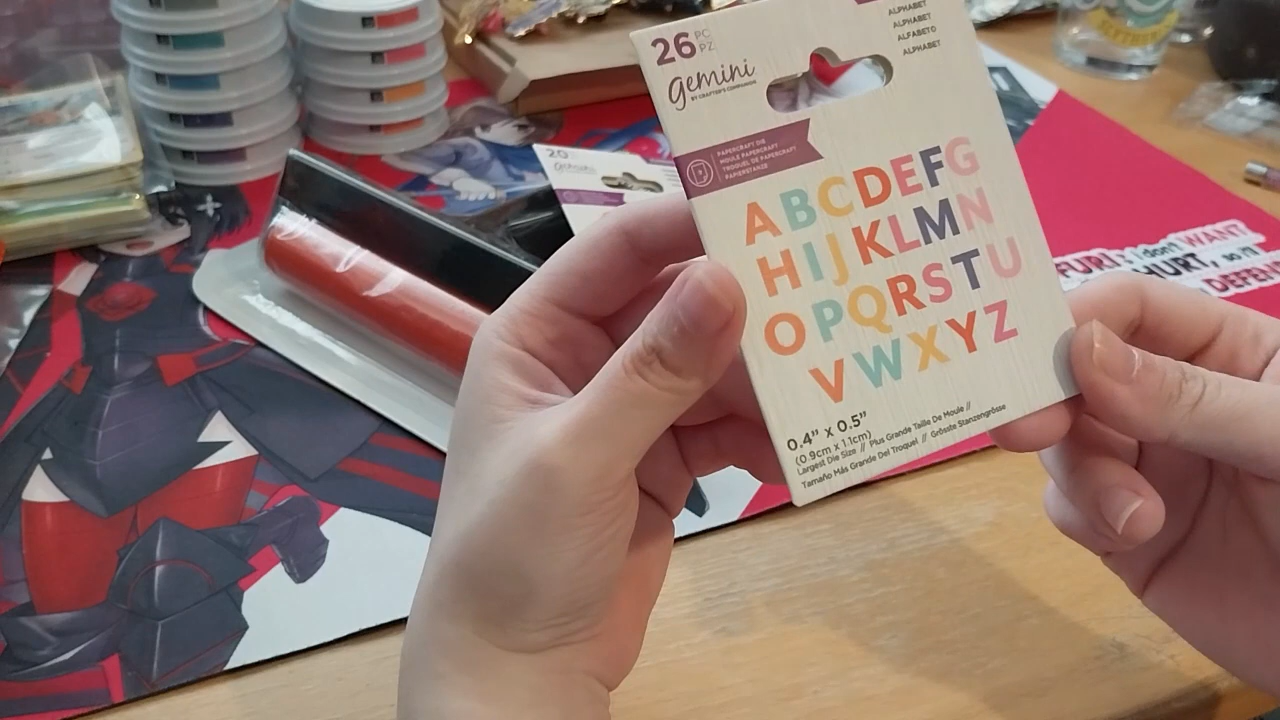 26 PC
PZ
gemini
BY CRAFTER'S COMPANION
ALPHABET
ALPHABET
ALFABETO
ALPHABET
PAPERCRAFT DIE
MOULE PAPERCRAFT
TROQUEL DE PAPERCRAFT
PAPIERSTANZE
ABCDEFG
HIJKLMN
OPQRSTU
VWXYZ
0.4" x 0.5"
(0.9cm x 1.1cm)
Largest Die Size // Plus Grande Taille De Moule //
Tamaño Más Grande Del Troquel // Grösste Stanzengrösse
20
gemini
FURI: I don't WANT
HURT, so I'll
DEFEN